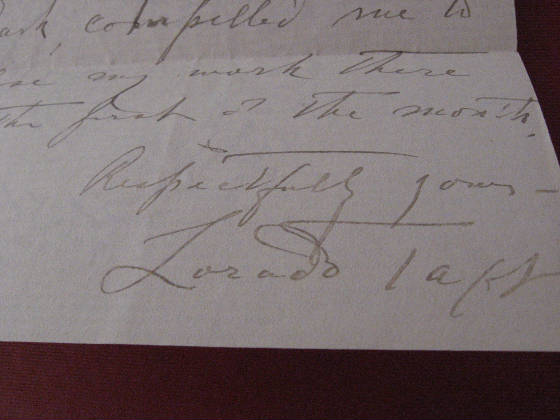 compelled me to
my work there
the first of the month.
Respectfully yours
Lorado Taft